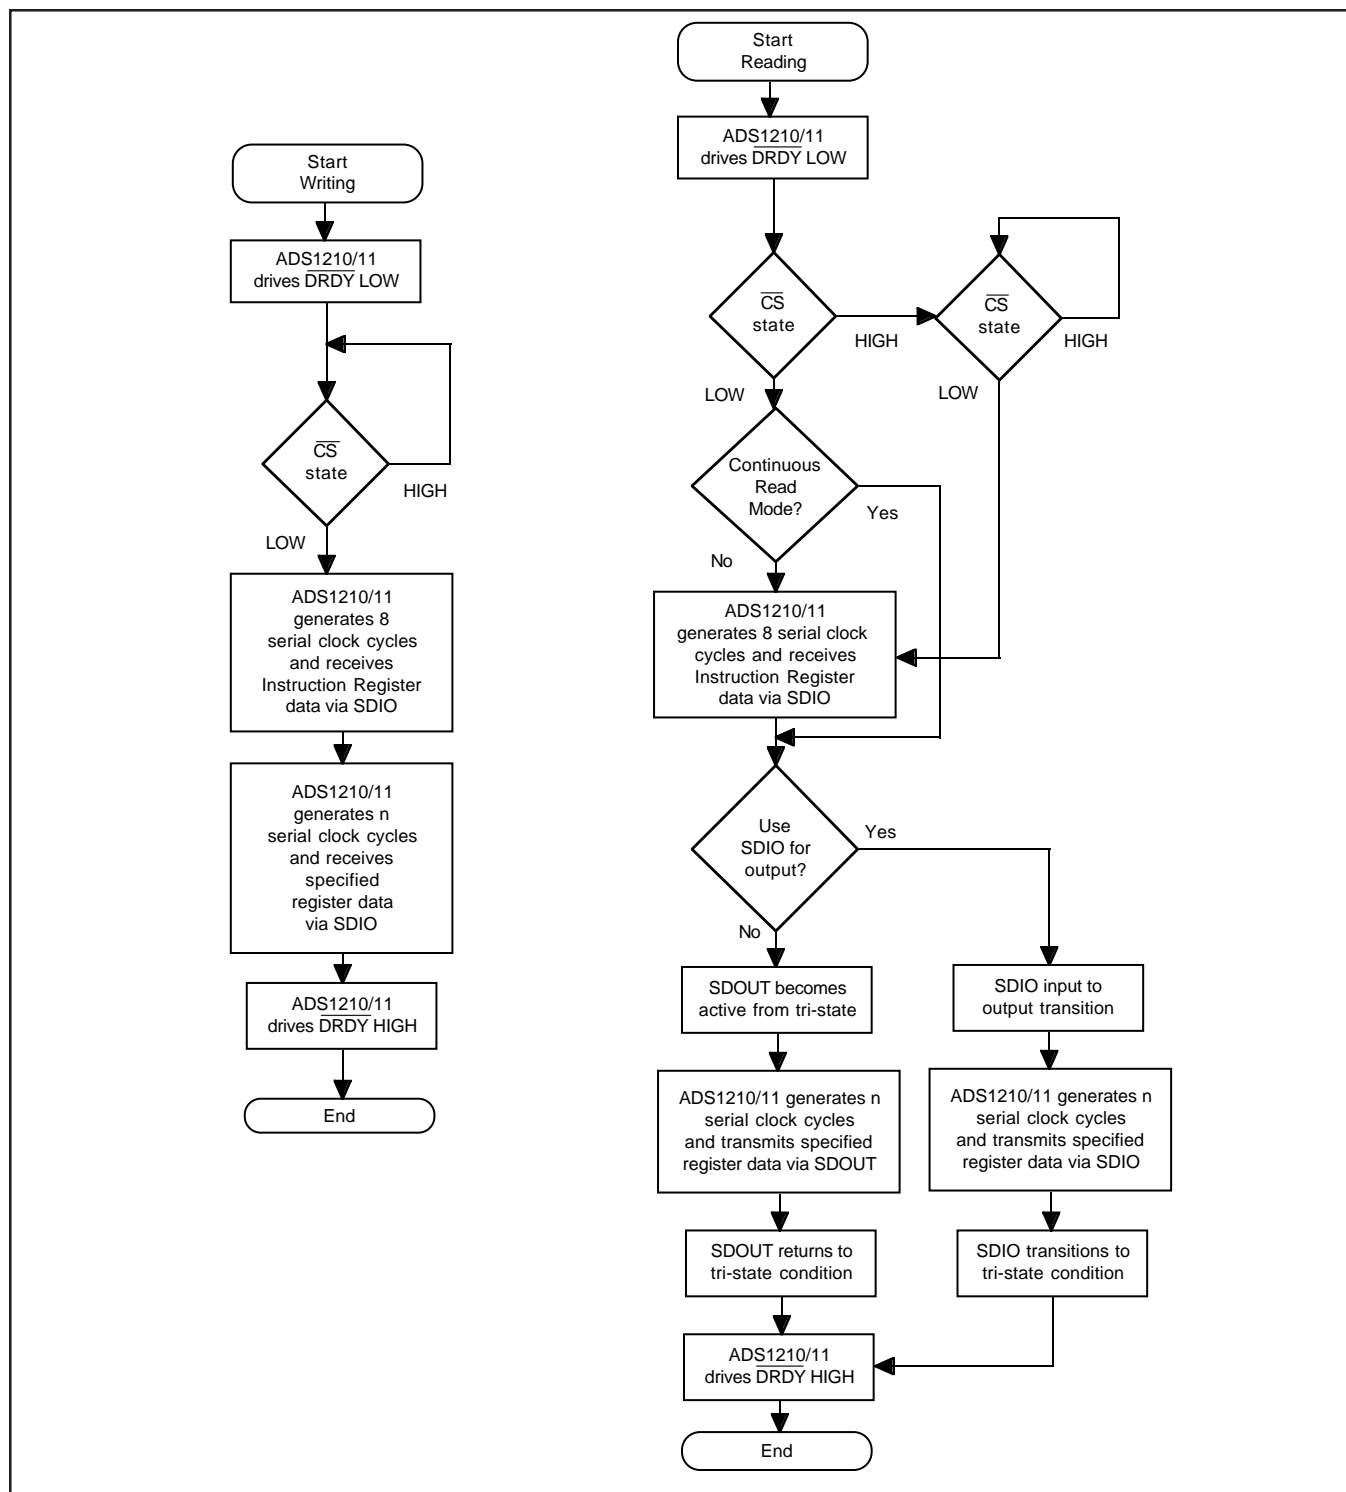 Start
Writing
ADS1210/11
drives DRDY LOW
CS
state
HIGH
LOW
ADS1210/11
generates 8
serial clock cycles
and receives
Instruction Register
data via SDIO
ADS1210/11
generates n
serial clock cycles
and receives
specified
register data
via SDIO
ADS1210/11
drives DRDY HIGH
End
Start
Reading
ADS1210/11
drives DRDY LOW
CS
state
HIGH
LOW
CS
state
HIGH
LOW
Continuous
Read
Mode?
Yes
No
ADS1210/11
generates 8 serial clock
cycles and receives
Instruction Register
data via SDIO
Use
SDIO for
output?
Yes
No
SDOUT becomes
active from tri-state
ADS1210/11 generates n
serial clock cycles
and transmits specified
register data via SDOUT
SDOUT returns to
tri-state condition
SDIO input to
output transition
ADS1210/11 generates n
serial clock cycles
and transmits specified
register data via SDIO
SDIO transitions to
tri-state condition
ADS1210/11
drives DRDY HIGH
End